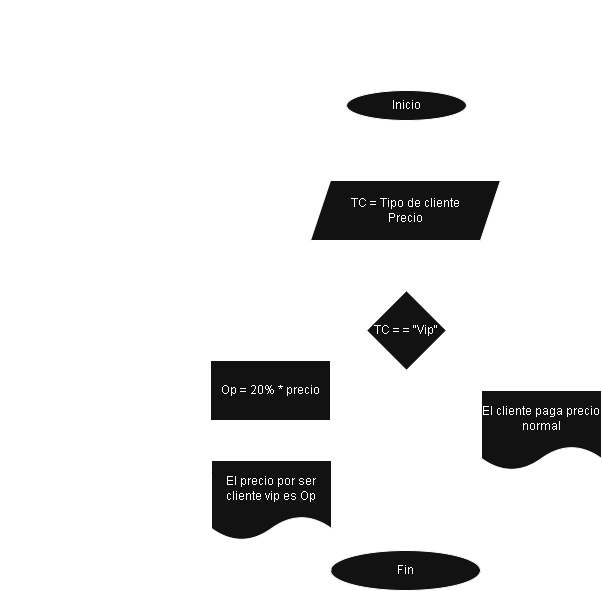 Inicio
TC = Tipo de cliente
Precio
TC = = "Vip"
Op = 20% * precio
El cliente paga precio
normal
El precio por ser
cliente vip es Op
Fin